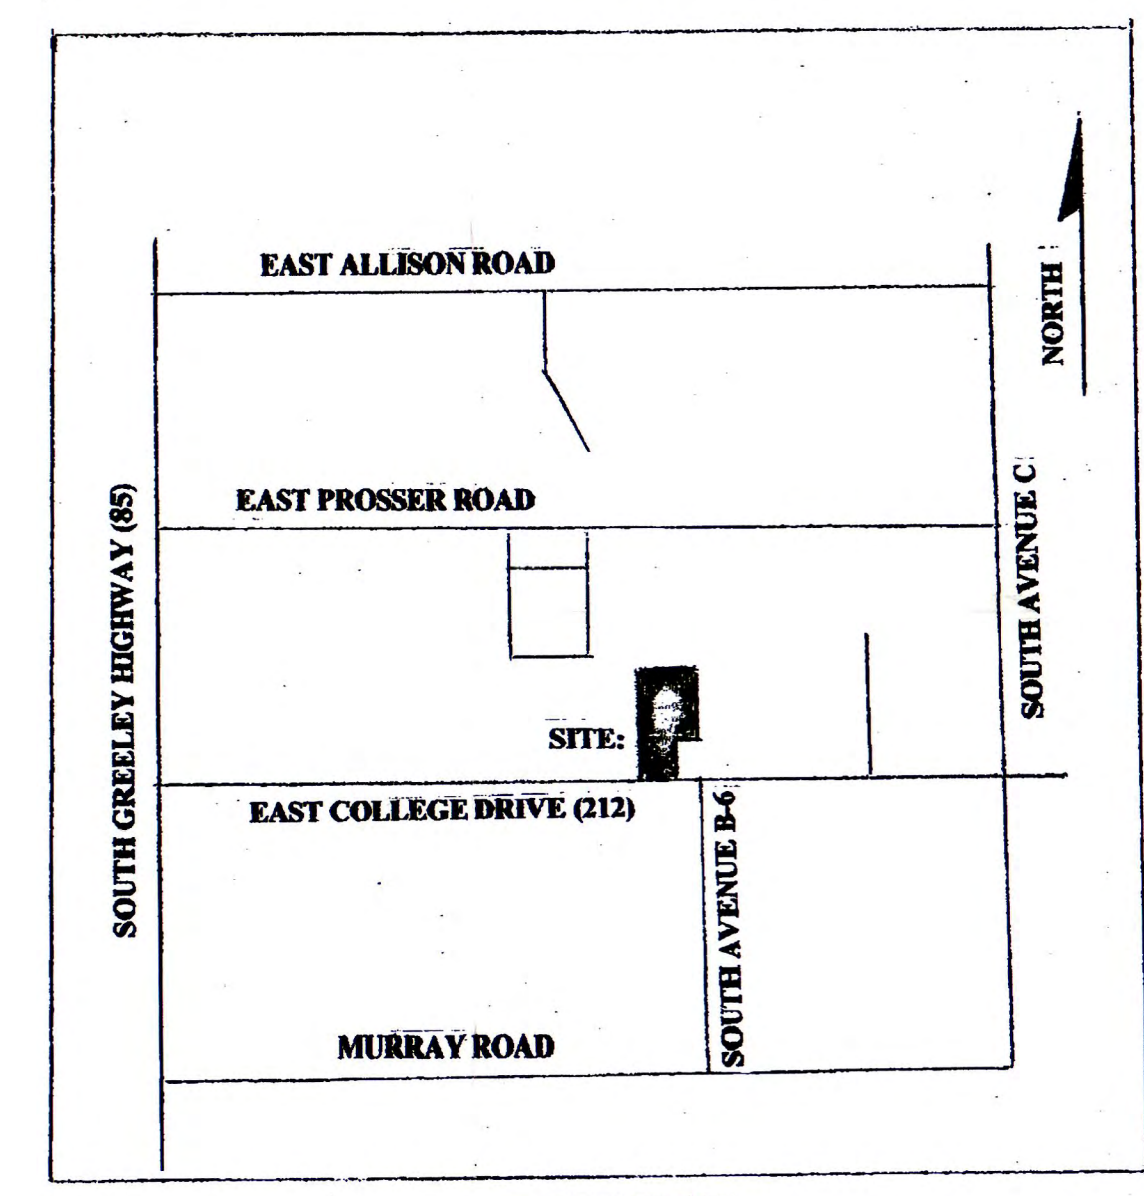 EAST ALLISON ROAD
NORTH
EAST PROSSER ROAD
SOUTH GREELEY HIGHWAY (85)
SOUTH AVENUE C
SITE:
EAST COLLEGE DRIVE (212)
SOUTH AVENUE B-6
MURRAY ROAD